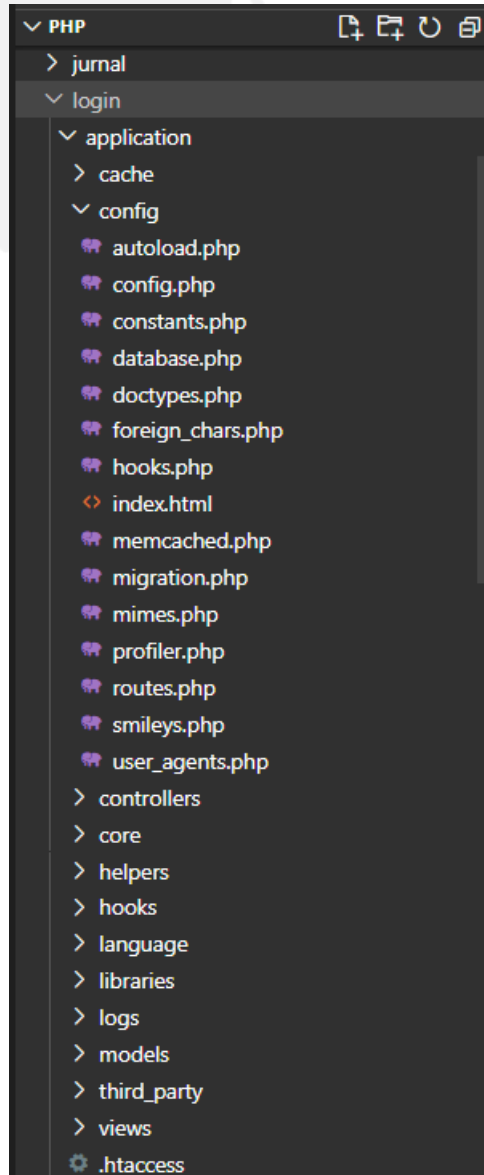 PHP
jurnal
login
application
cache
config
autoload.php
config.php
constants.php
database.php
doctypes.php
foreign_chars.php
hooks.php
index.html
memcached.php
migration.php
mimes.php
profiler.php
routes.php
smileys.php
user_agents.php
controllers
core
helpers
hooks
language
libraries
logs
models
third_party
views
.htaccess